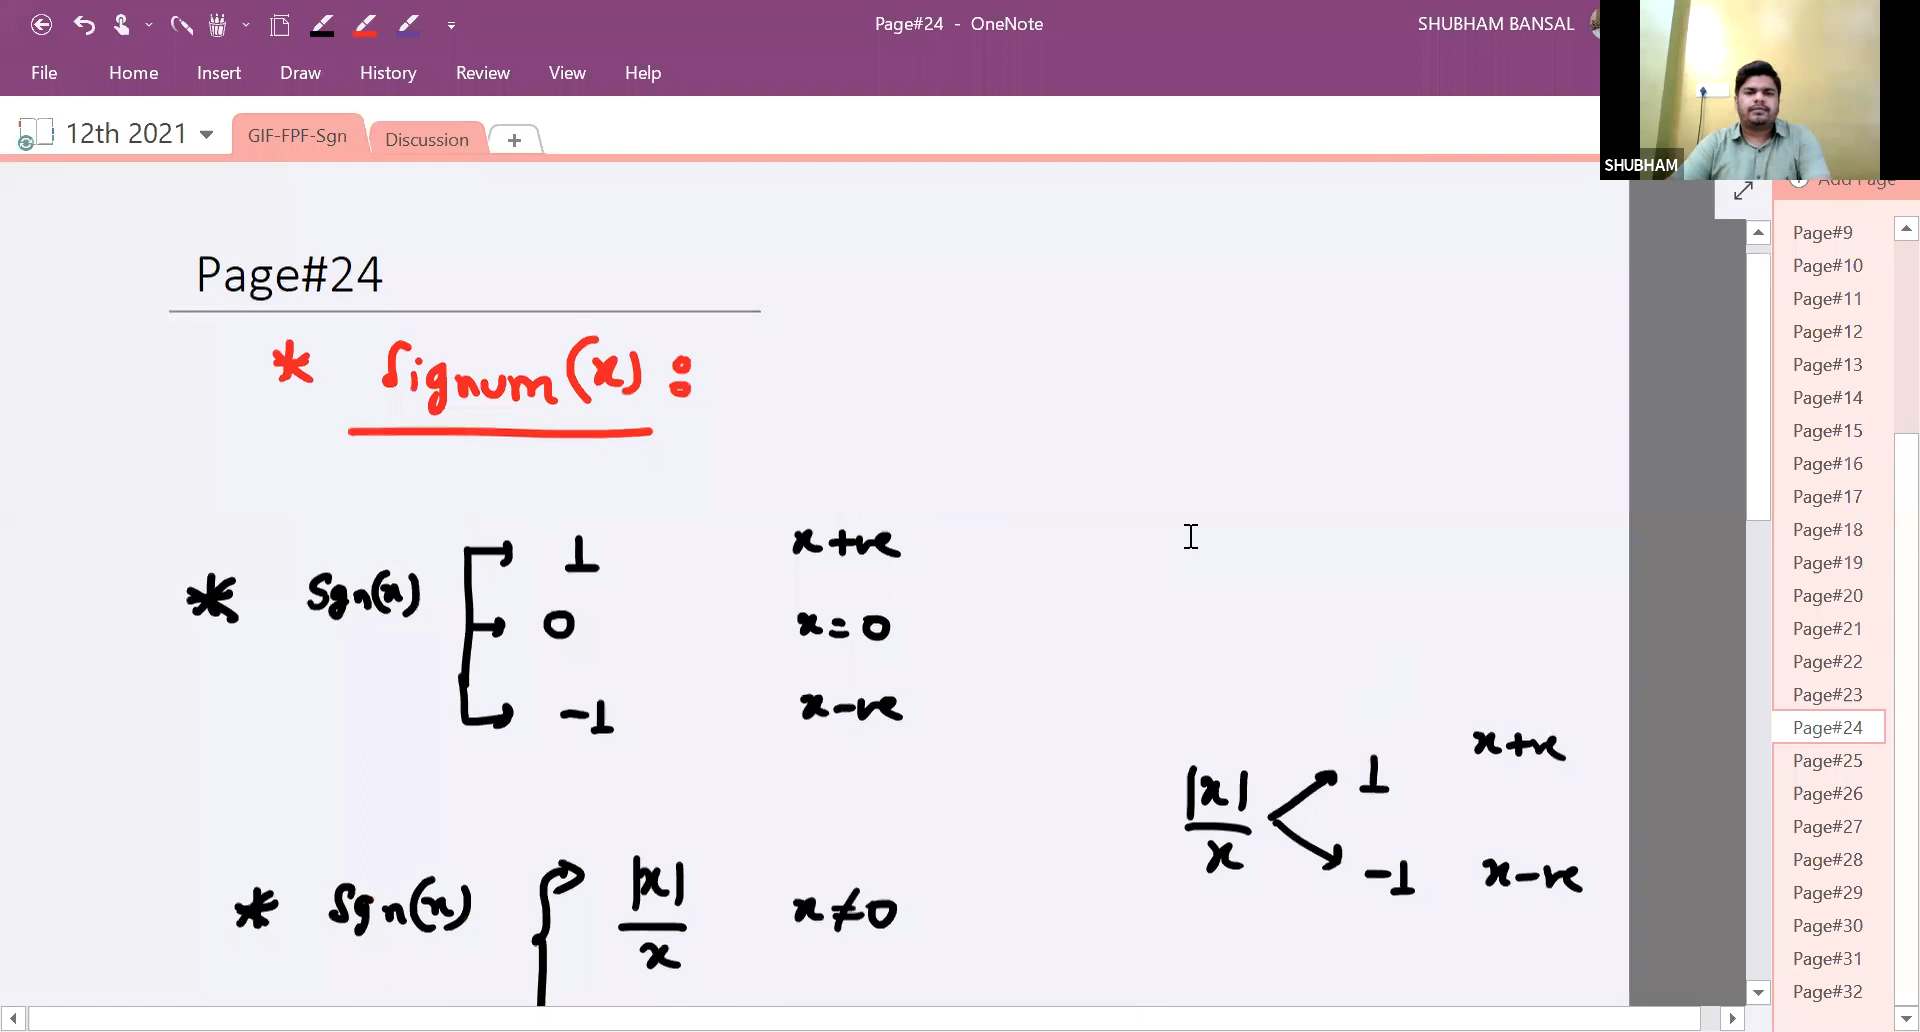 Page#24 - OneNote
SHUBHAM BANSAL
File Home Insert Draw History Review View Help
SHUBHAM
12th 2021
GIF-FPF-Sgn
Discussion
Add Page
Page#24
* Signum(x) :
* Sgn(x)
1 x +ve
0 x = 0
-1 x -ve
|x|/x
1 x +ve
-1 x -ve
* Sgn(x) |x|/x x ≠ 0
Page#9
Page#10
Page#11
Page#12
Page#13
Page#14
Page#15
Page#16
Page#17
Page#18
Page#19
Page#20
Page#21
Page#22
Page#23
Page#24
Page#25
Page#26
Page#27
Page#28
Page#29
Page#30
Page#31
Page#32